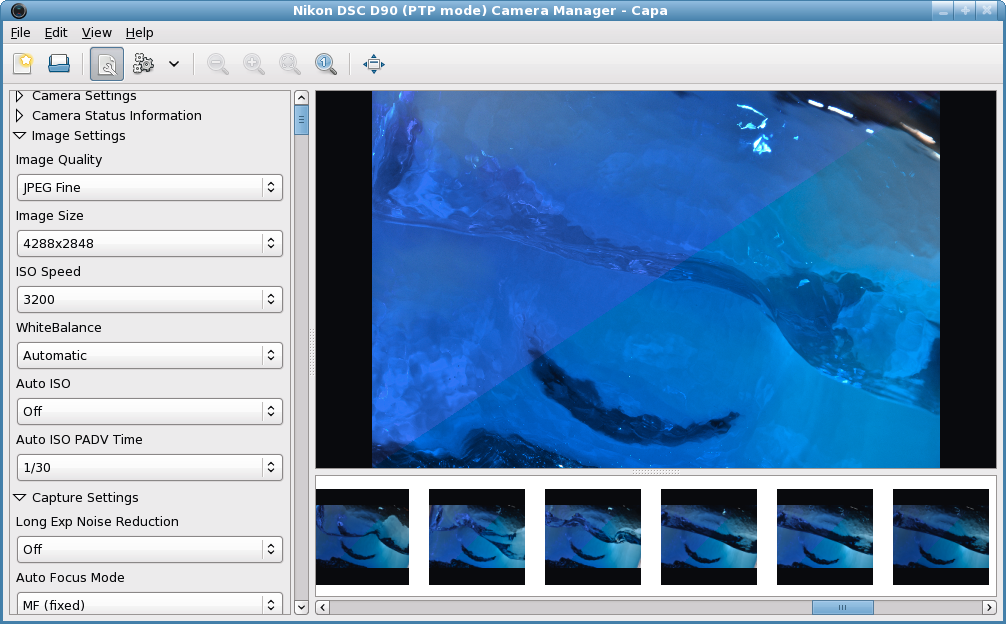 Nikon DSC D90 (PTP mode) Camera Manager - Capa
File Edit View Help
1
Camera Settings
Camera Status Information
Image Settings
Image Quality
JPEG Fine
Image Size
4288x2848
ISO Speed
3200
WhiteBalance
Automatic
Auto ISO
Off
Auto ISO PADV Time
1/30
Capture Settings
Long Exp Noise Reduction
Off
Auto Focus Mode
MF (fixed)